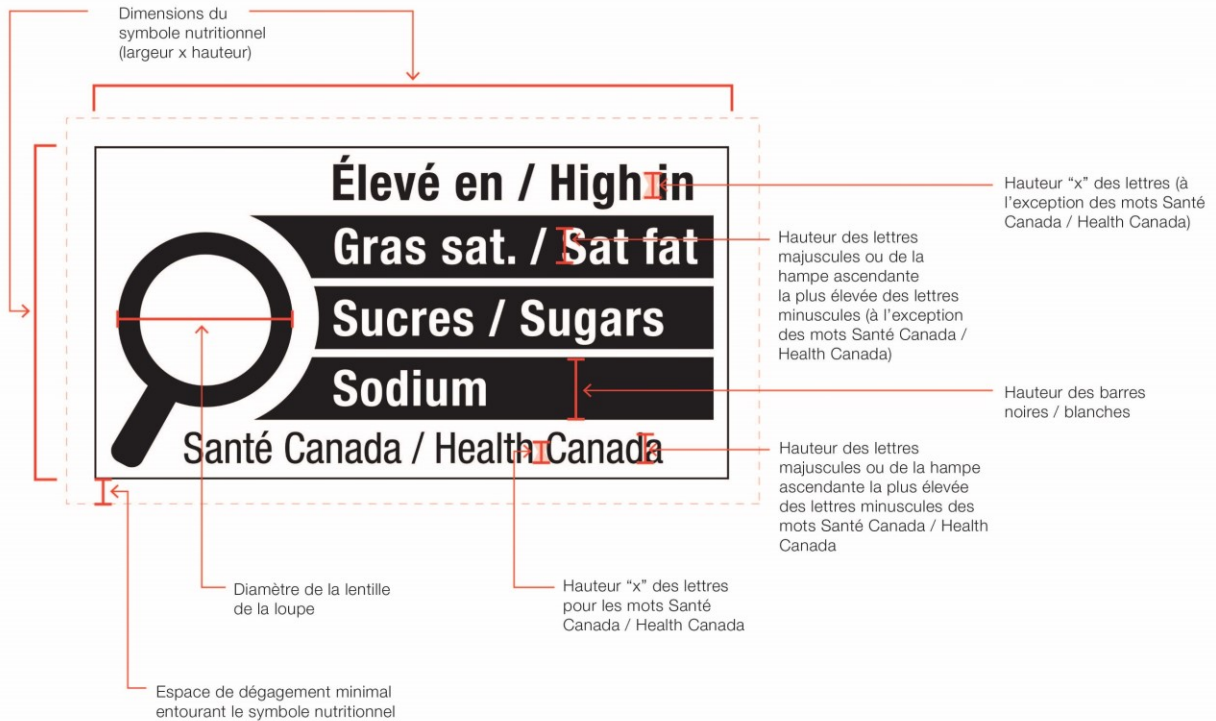 Dimensions du
symbole nutritionnel
(largeur x hauteur)
Élevé en / High in
Gras sat. / Sat fat
Sucres / Sugars
Sodium
Santé Canada / Health Canada
Hauteur "x" des lettres (à
l'exception des mots Santé
Canada / Health Canada)
Hauteur des lettres
majuscules ou de la
hampe ascendante
la plus élevée des lettres
minuscules (à l'exception
des mots Santé Canada /
Health Canada)
Hauteur des barres
noires / blanches
Hauteur des lettres
majuscules ou de la hampe
ascendante la plus élevée
des lettres minuscules des
mots Santé Canada / Health
Canada
Diamètre de la lentille
de la loupe
Hauteur "x" des lettres
pour les mots Santé
Canada / Health Canada
Espace de dégagement minimal
entourant le symbole nutritionnel